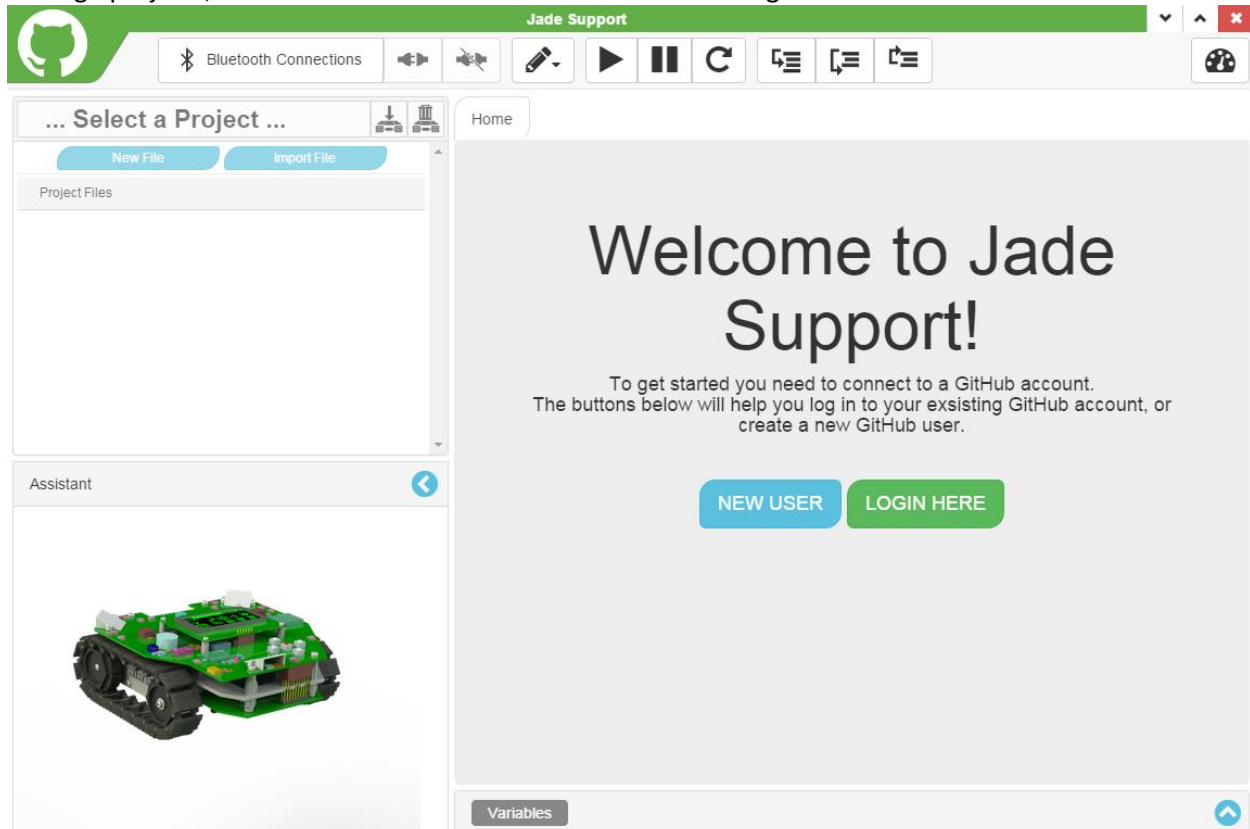 Jade Support
Bluetooth Connections
... Select a Project ...
Home
New File
Import File
Project Files
Welcome to Jade
Support!
To get started you need to connect to a GitHub account.
The buttons below will help you log in to your exsisting GitHub account, or
create a new GitHub user.
NEW USER
LOGIN HERE
Assistant
Variables